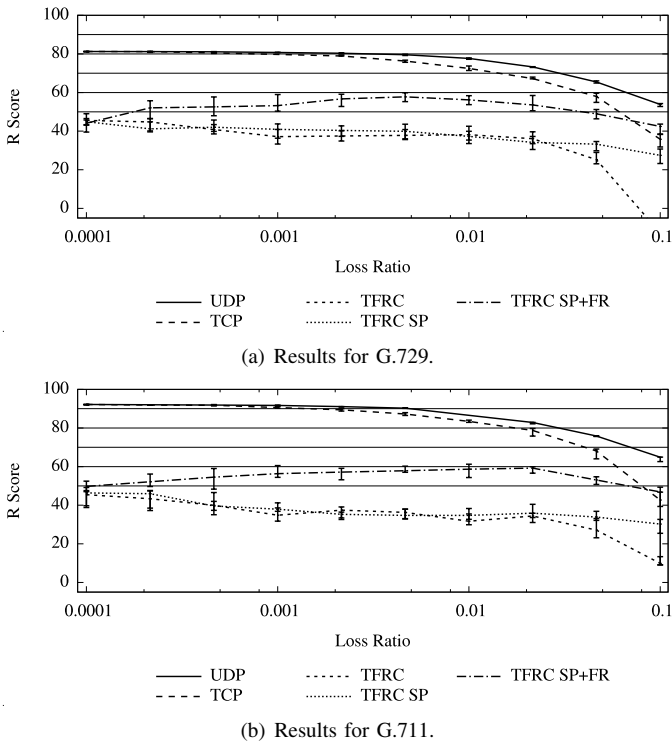 100
80
60
40
20
0
R Score
0.0001 0.001 0.01 0.1
Loss Ratio
UDP TFRC TFRC SP+FR
TCP TFRC SP
(a) Results for G.729.
100
80
60
40
20
0
R Score
0.0001 0.001 0.01 0.1
Loss Ratio
UDP TFRC TFRC SP+FR
TCP TFRC SP
(b) Results for G.711.